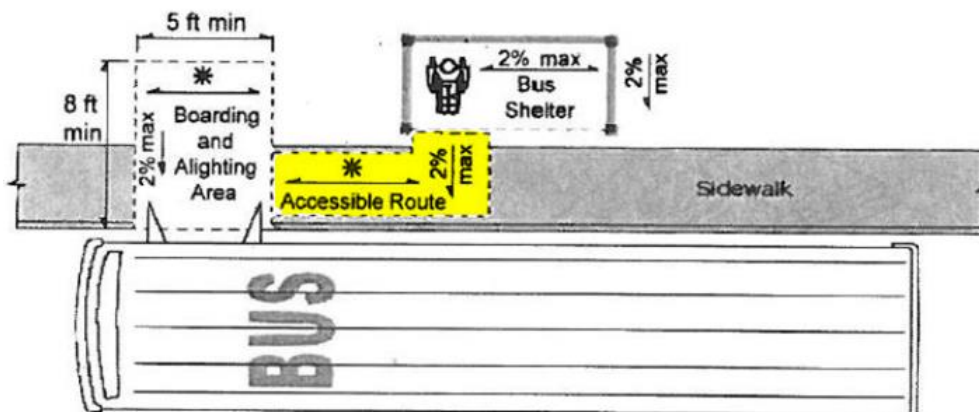 5 ft min
8 ft
min
✳
2% max
Boarding
and
Alighting
Area
2% max
Bus
Shelter
2%
max
✳
2%
max
Accessible Route
Sidewalk
BUS